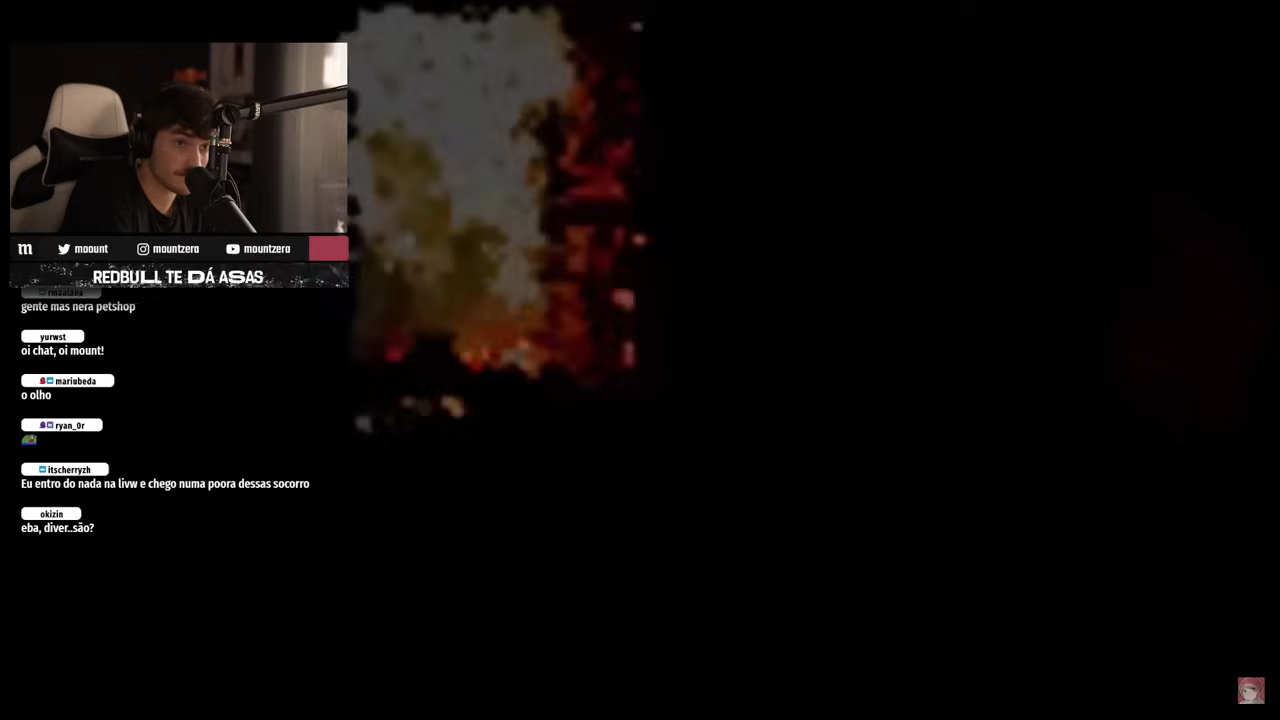 m moount mountzera mountzera
REDBULL TE DÁ ASAS
gente mas nera petshop
yurwst
oi chat, oi mount!
mariubeda
o olho
ryan_0r
itscherryzh
Eu entro do nada na livw e chego numa poora dessas socorro
okizin
eba, diver..são?